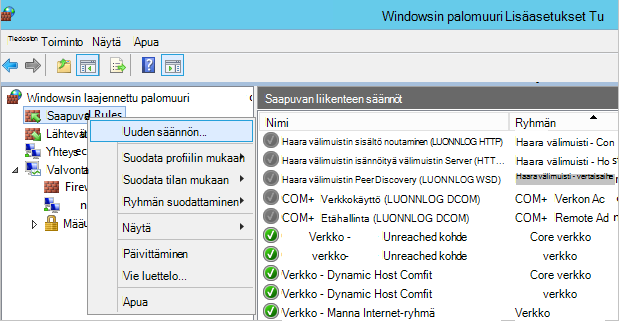 Windowsin palomuuri Lisäasetukset Tu
Tiedoston Toiminto Näytä Apua
Windowsin laajennettu palomuuri
Saapuva Rules
Lähtevät
Yhteys
Valvonta
Firew
Määu
Uuden säännön...
Suodata profiilin mukaan
Suodata tilan mukaan
Ryhmän suodattaminen
Näytä
Päivittäminen
Vie luettelo...
Apua
Saapuvan liikenteen säännöt
Nimi Ryhmän
Haara välimuistin sisältö noutaminen (LUONNLOG HTTP) Haara välimuisti - Con
Haara välimuistin isännöityä välimuistin Server (HTT... Haara välimuisti - Ho s
Haara välimuistin Peer Discovery (LUONNLOG WSD) Haara välimuisti - vertaisaihe
COM+ Verkkokäyttö (LUONNLOG DCOM) COM+ Verkon Ac
COM+ Etähallinta (LUONNLOG DCOM) COM+ Remote Ad n
Verkko - Unreached kohde Core verkko
verkko- Unreached kohde verkko
Verkko - Dynamic Host Comfit Core verkko
Verkko - Dynamic Host Comfit verkko
Verkko - Manna Internet-ryhmä Verkko